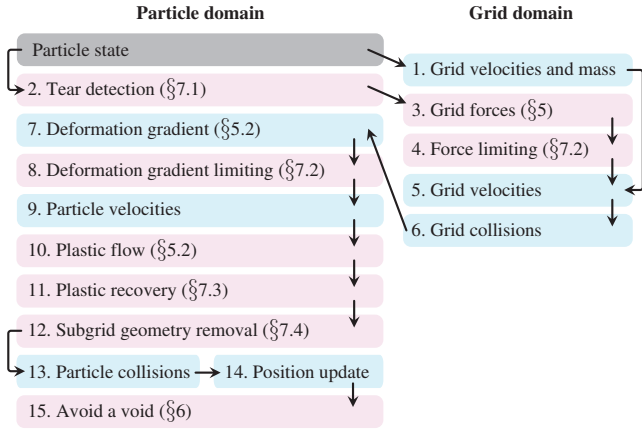 Particle domain
Grid domain
Particle state
1. Grid velocities and mass
2. Tear detection (§7.1)
3. Grid forces (§5)
7. Deformation gradient (§5.2)
4. Force limiting (§7.2)
8. Deformation gradient limiting (§7.2)
5. Grid velocities
9. Particle velocities
6. Grid collisions
10. Plastic flow (§5.2)
11. Plastic recovery (§7.3)
12. Subgrid geometry removal (§7.4)
13. Particle collisions
14. Position update
15. Avoid a void (§6)